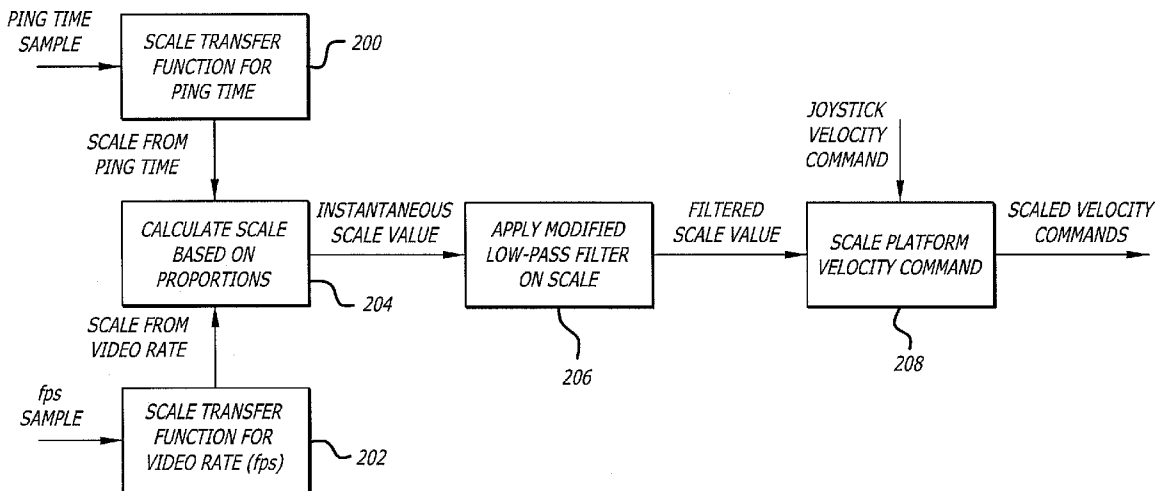 PING TIME
SAMPLE
SCALE TRANSFER
FUNCTION FOR
PING TIME
200
SCALE FROM
PING TIME
CALCULATE SCALE
BASED ON
PROPORTIONS
204
INSTANTANEOUS
SCALE VALUE
APPLY MODIFIED
LOW-PASS FILTER
ON SCALE
206
FILTERED
SCALE VALUE
JOYSTICK
VELOCITY
COMMAND
SCALE PLATFORM
VELOCITY COMMAND
208
SCALED VELOCITY
COMMANDS
SCALE FROM
VIDEO RATE
fps
SAMPLE
SCALE TRANSFER
FUNCTION FOR
VIDEO RATE (fps)
202